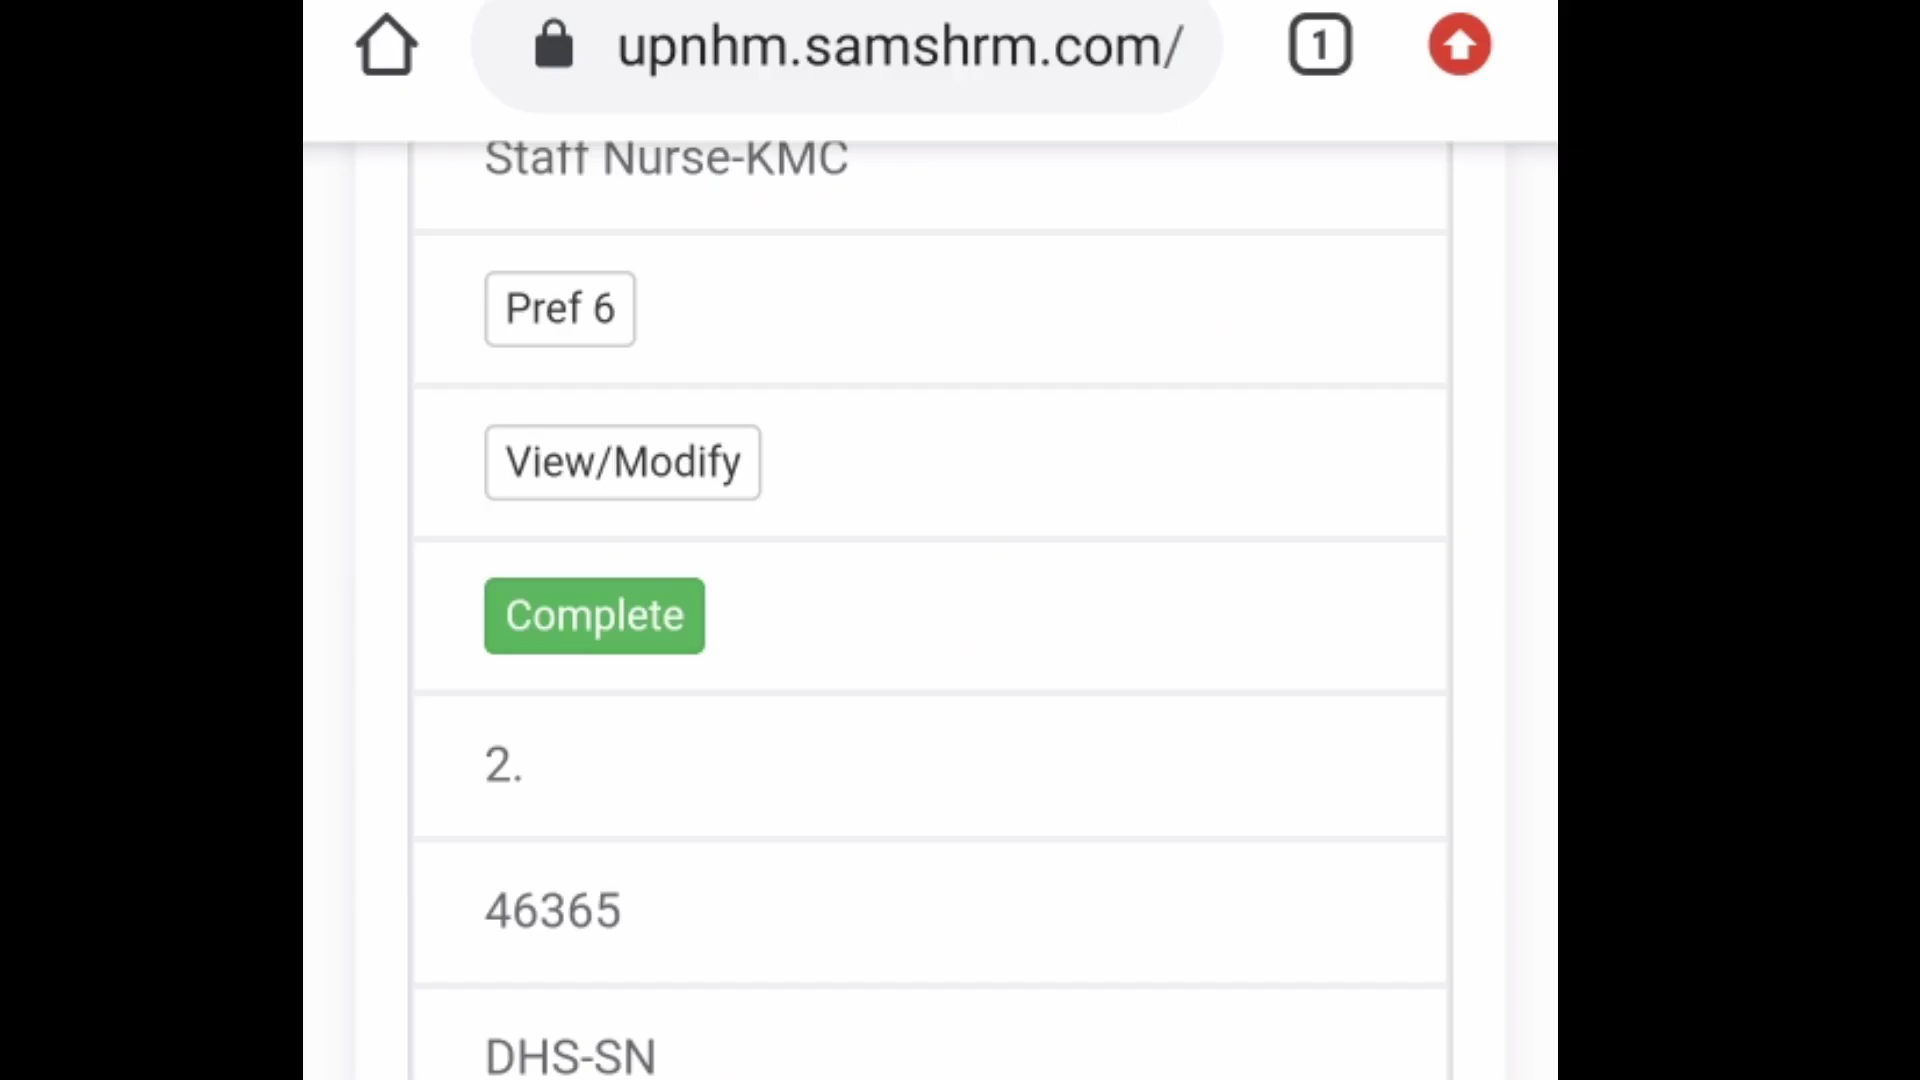 upnhm.samshrm.com/
1
Staff Nurse-KMC
Pref 6
View/Modify
Complete
2.
46365
DHS-SN